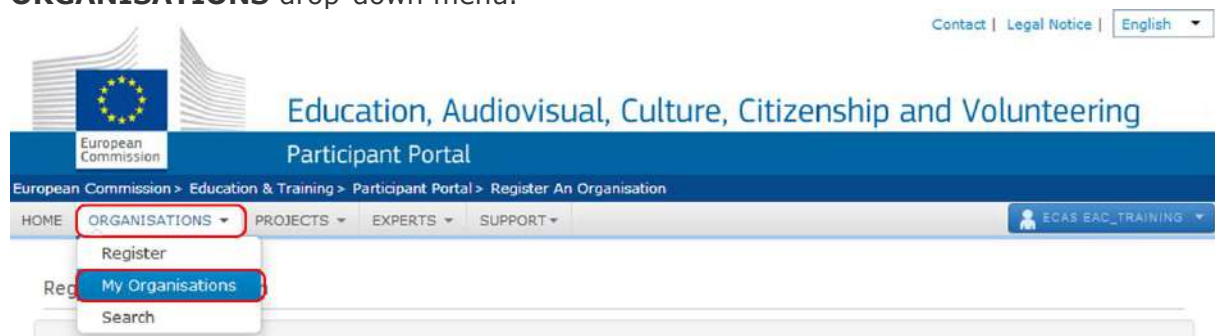 ORGANISATIONS drop-down menu.
Contact | Legal Notice | English
Education, Audiovisual, Culture, Citizenship and Volunteering
European
Commission
Participant Portal
European Commission > Education & Training > Participant Portal > Register An Organisation
HOME ORGANISATIONS PROJECTS EXPERTS SUPPORT ECAS EAC_TRAINING
Register
Reg
My Organisations
Search